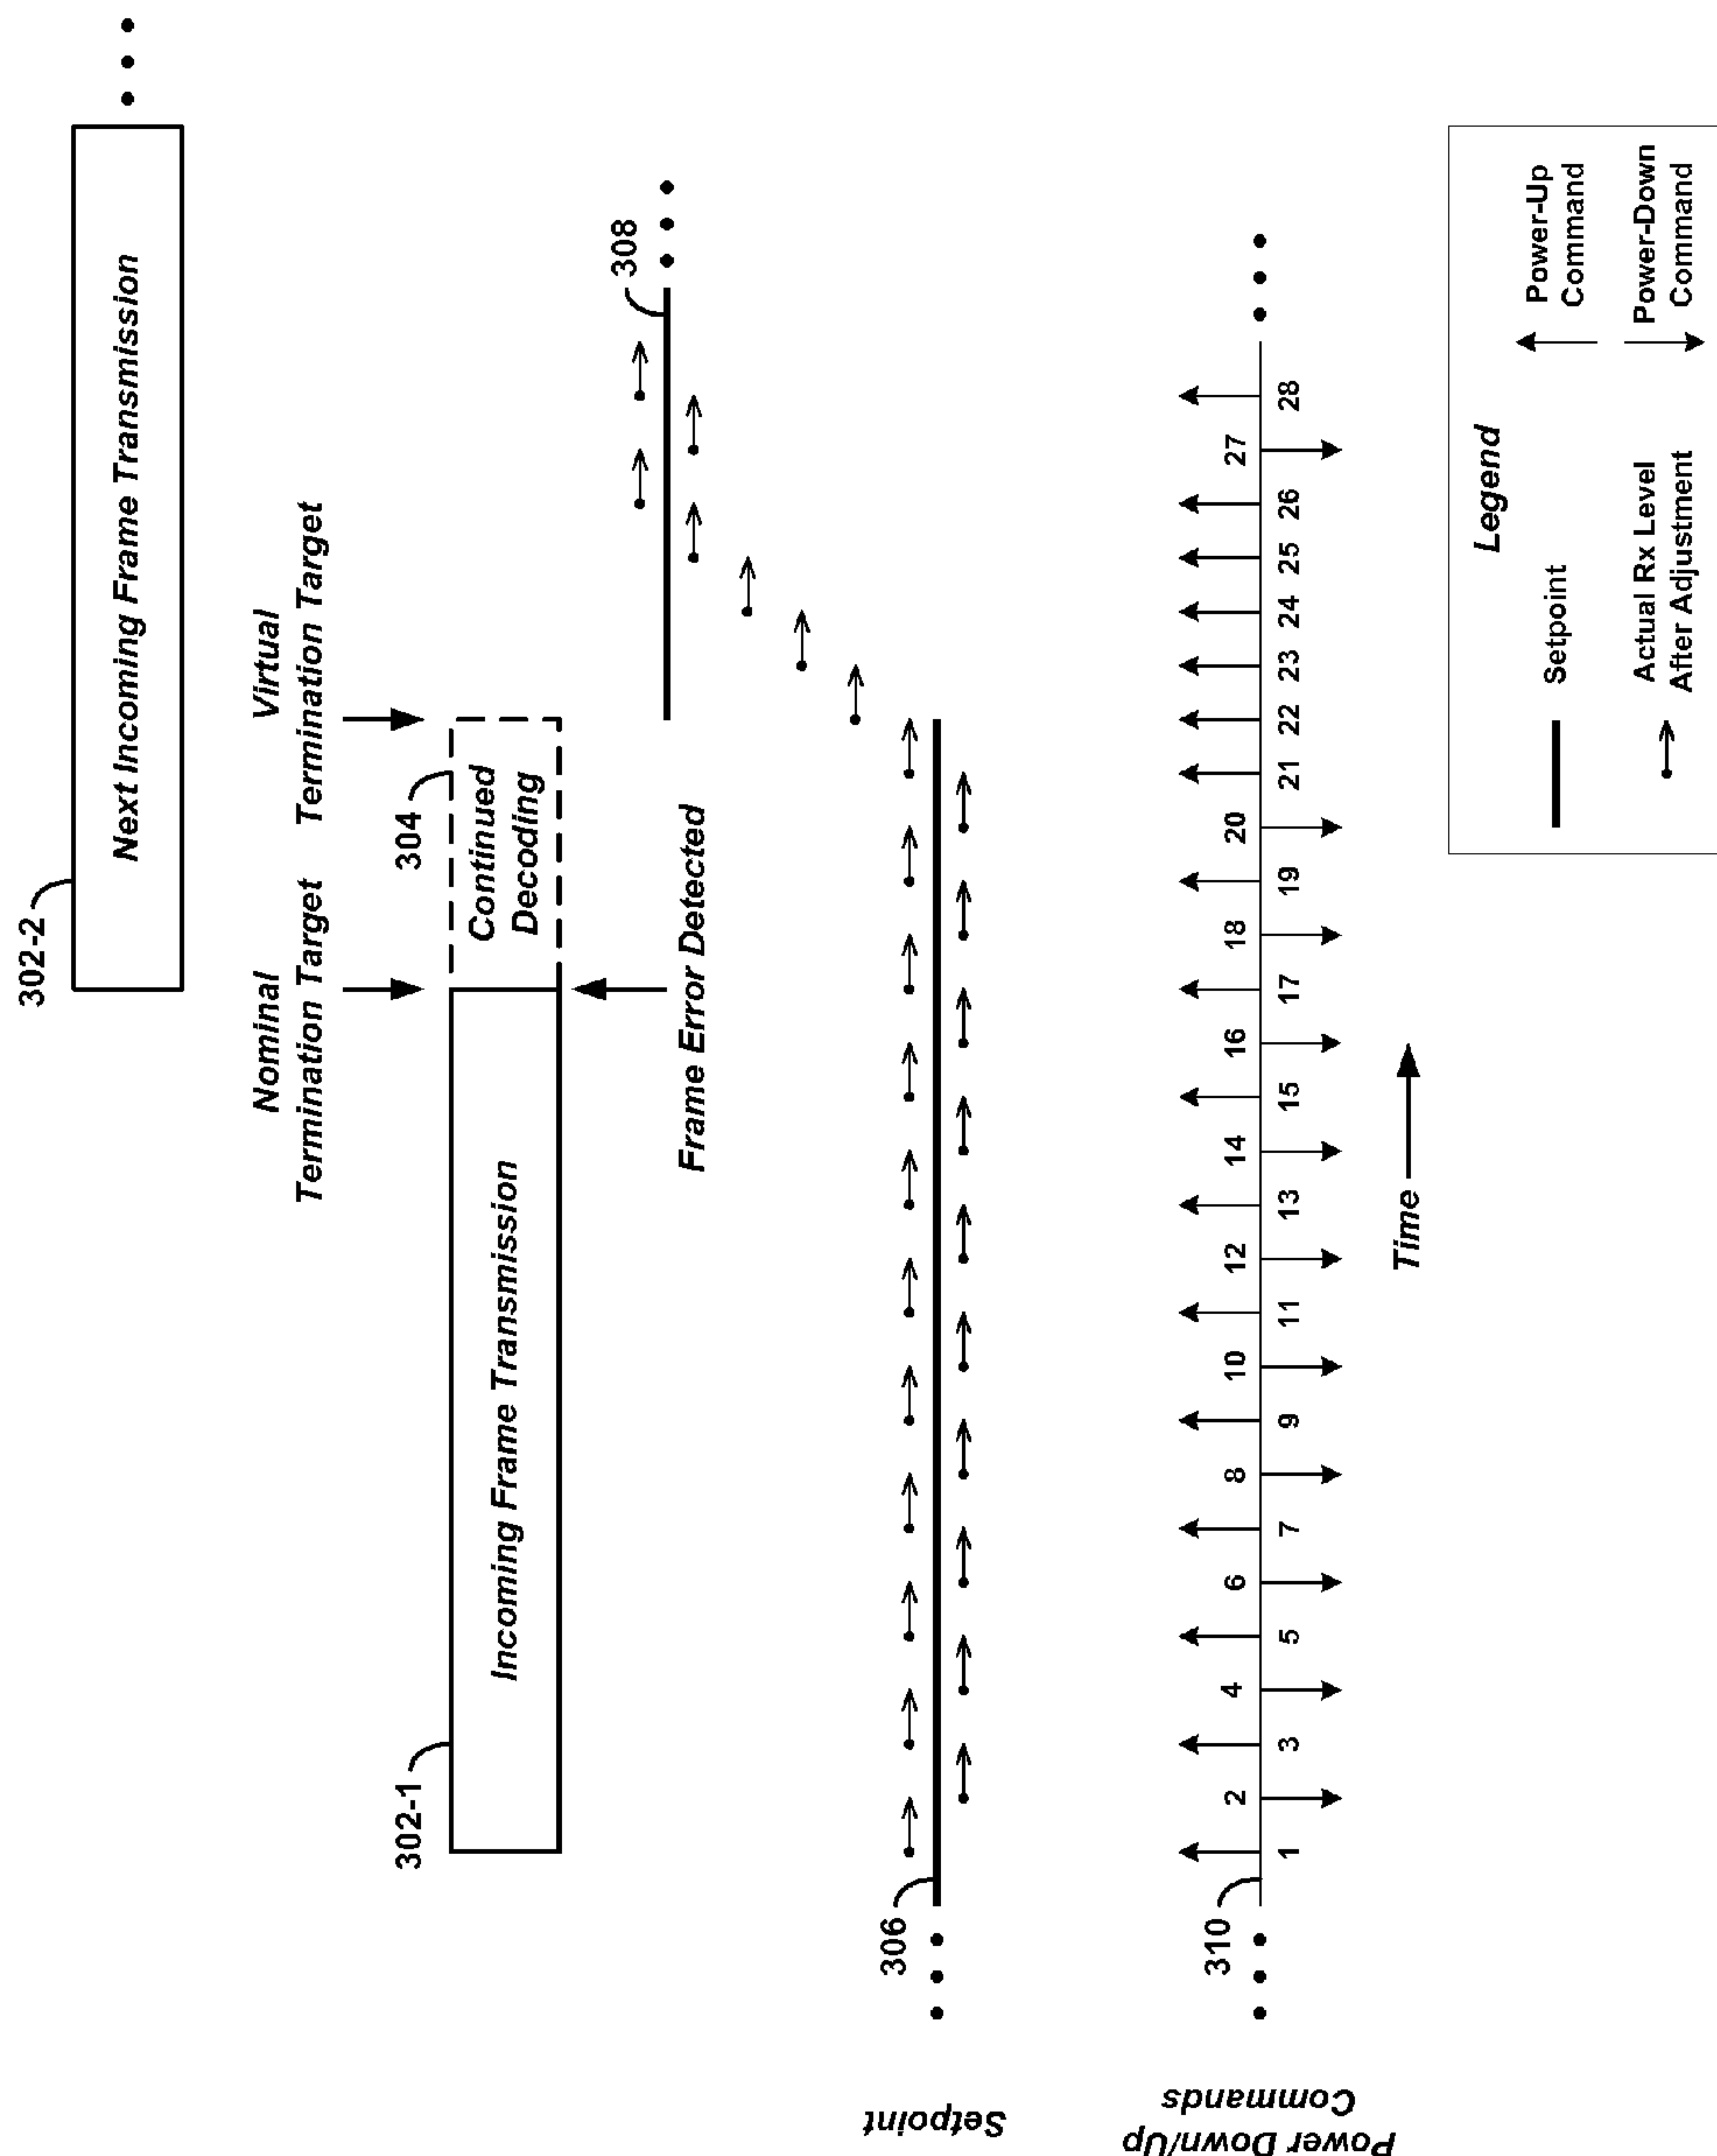 302-2
Next Incoming Frame Transmission
Nominal
Termination Target
Virtual
Termination Target
302-1
Incoming Frame Transmission
304
Continued
Decoding
Frame Error Detected
308
Setpoint
306
Power Down/Up
Commands
310
1
2
3
4
5
6
7
8
9
10
11
12
13
14
15
16
17
18
19
20
21
22
23
24
25
26
27
28
Time
Legend
Setpoint
Power-Up
Command
Actual Rx Level
After Adjustment
Power-Down
Command